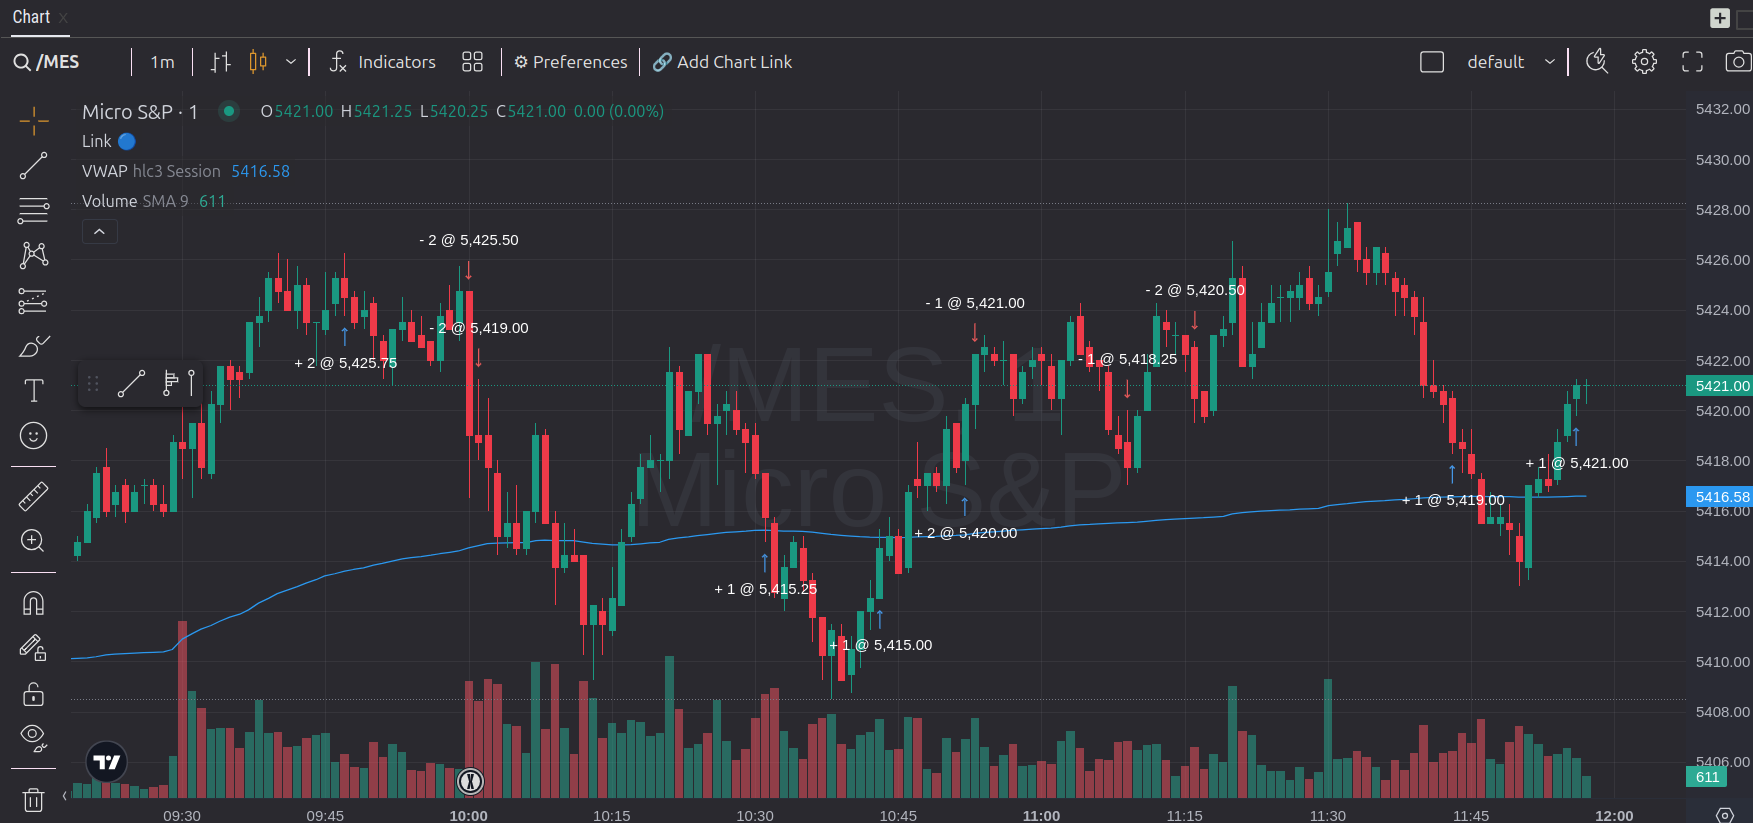 Chart x
/MES 1m Indicators Preferences Add Chart Link default
Micro S&P · 1 O5421.00 H5421.25 L5420.25 C5421.00 0.00 (0.00%)
Link
VWAP hlc3 Session 5416.58
Volume SMA 9 611
/MES, 1
Micro S&P
- 2 @ 5,425.50
- 2 @ 5,419.00
+ 2 @ 5,425.75
+ 1 @ 5,415.25
+ 1 @ 5,415.00
- 1 @ 5,421.00
+ 2 @ 5,420.00
- 1 @ 5,418.25
- 2 @ 5,420.50
+ 1 @ 5,419.00
+ 1 @ 5,421.00
5432.00
5430.00
5428.00
5426.00
5424.00
5422.00
5421.00
5420.00
5418.00
5416.58
5416.00
5414.00
5412.00
5410.00
5408.00
5406.00
611
09:30 09:45 10:00 10:15 10:30 10:45 11:00 11:15 11:30 11:45 12:00